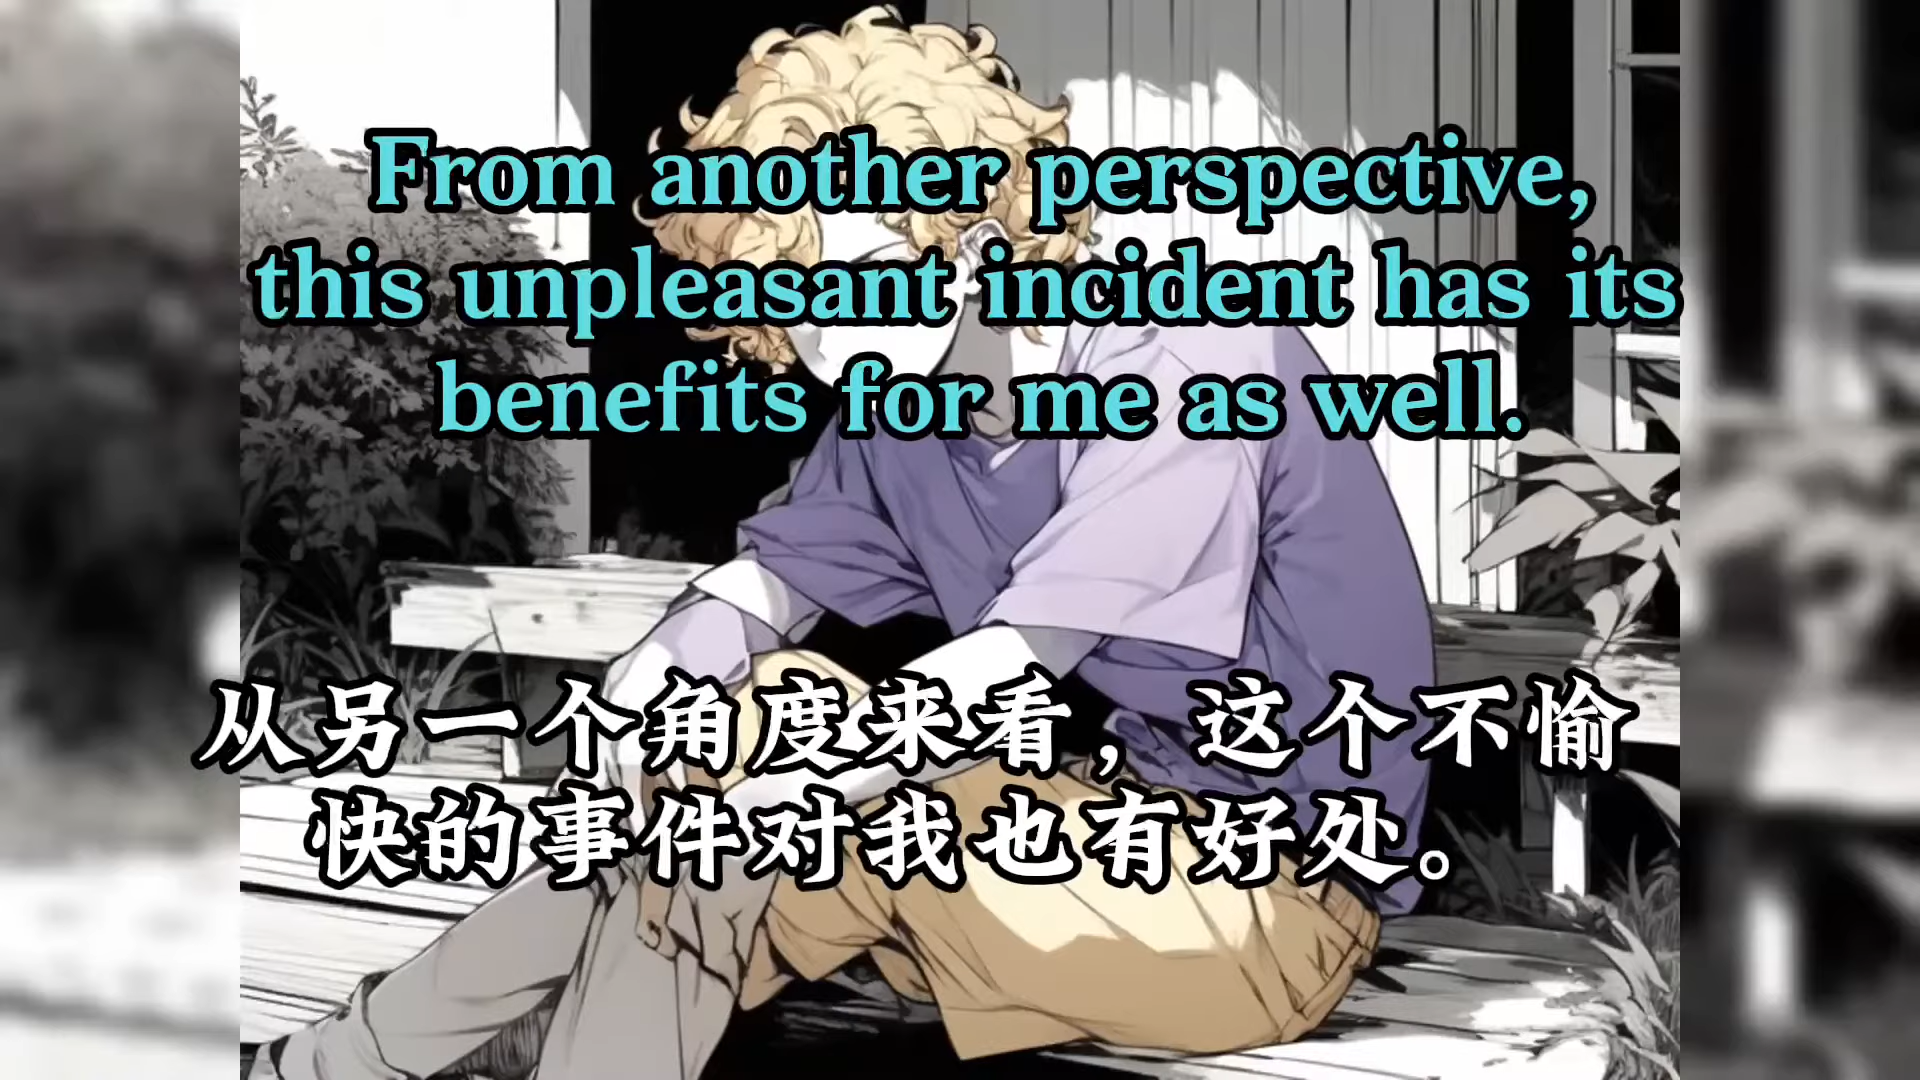 From another perspective,
this unpleasant incident has its
benefits for me as well.
从另一个角度来看，这个不愉
快的事件对我也有好处。